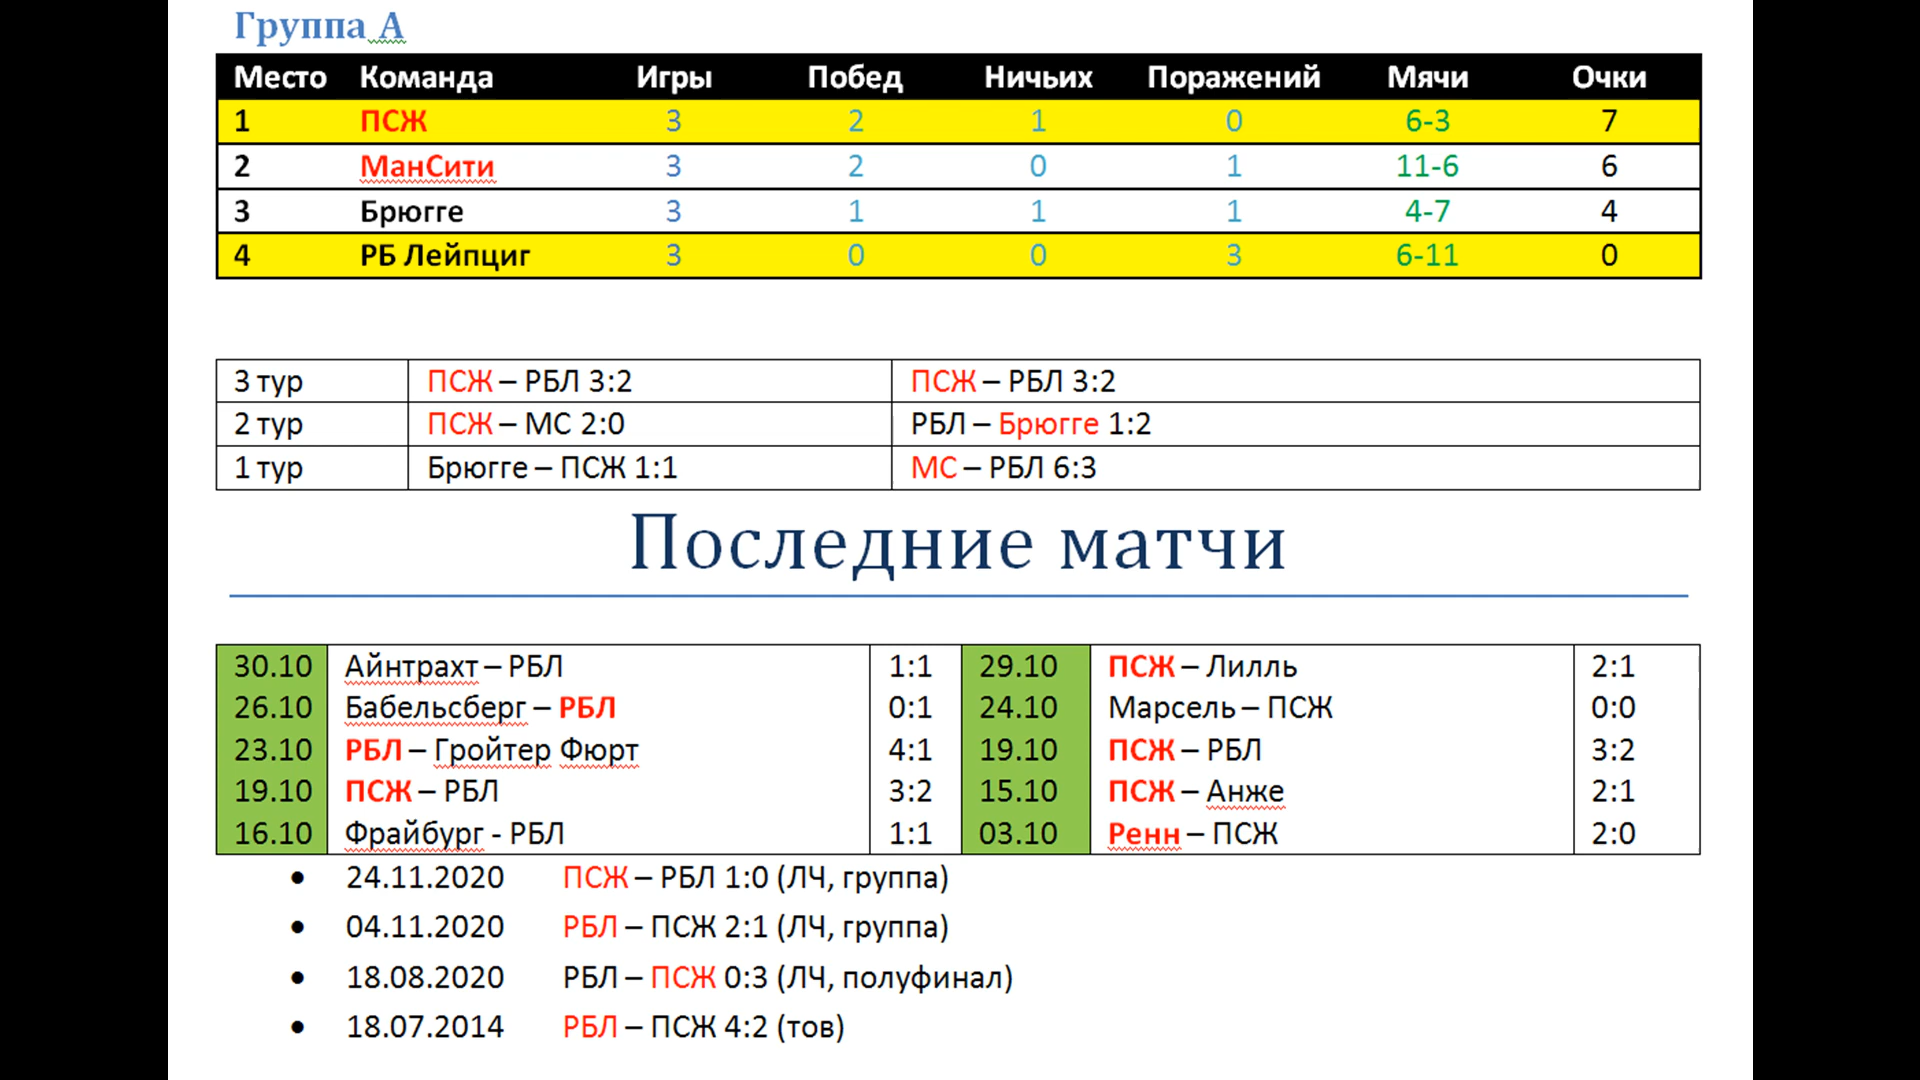 Группа А
Место Команда Игры Побед Ничьих Поражений Мячи Очки
1 ПСЖ 3 2 1 0 6-3 7
2 МанСити 3 2 0 1 11-6 6
3 Брюгге 3 1 1 1 4-7 4
4 РБ Лейпциг 3 0 0 3 6-11 0
3 тур ПСЖ – РБЛ 3:2 ПСЖ – РБЛ 3:2
2 тур ПСЖ – МС 2:0 РБЛ – Брюгге 1:2
1 тур Брюгге – ПСЖ 1:1 МС – РБЛ 6:3
Последние матчи
30.10 Айнтрахт – РБЛ 1:1 29.10 ПСЖ – Лилль 2:1
26.10 Бабельсберг – РБЛ 0:1 24.10 Марсель – ПСЖ 0:0
23.10 РБЛ – Гройтер Фюрт 4:1 19.10 ПСЖ – РБЛ 3:2
19.10 ПСЖ – РБЛ 3:2 15.10 ПСЖ – Анже 2:1
16.10 Фрайбург - РБЛ 1:1 03.10 Ренн – ПСЖ 2:0
• 24.11.2020 ПСЖ – РБЛ 1:0 (ЛЧ, группа)
• 04.11.2020 РБЛ – ПСЖ 2:1 (ЛЧ, группа)
• 18.08.2020 РБЛ – ПСЖ 0:3 (ЛЧ, полуфинал)
• 18.07.2014 РБЛ – ПСЖ 4:2 (тов)